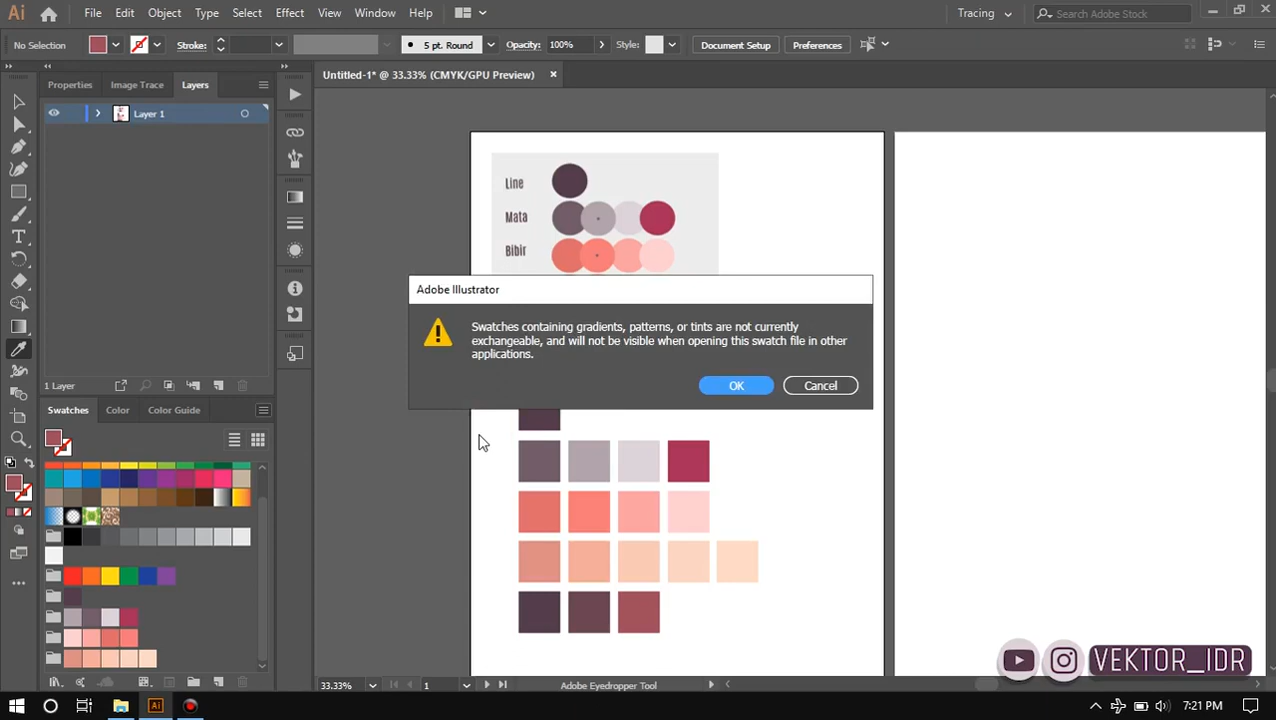 Ai File Edit Object Type Select Effect View Window Help Tracing Search Adobe Stock
No Selection Stroke: 5 pt. Round Opacity: 100% Style: Document Setup Preferences
Properties Image Trace Layers
Untitled-1* @ 33.33% (CMYK/GPU Preview)
Layer 1
Line
Mata
Bibir
Adobe Illustrator
Swatches containing gradients, patterns, or tints are not currently
exchangeable, and will not be visible when opening this swatch file in other
applications.
OK Cancel
1 Layer
Swatches Color Color Guide
VEKTOR_IDR
33.33% 1 Adobe Eyedropper Tool
Ai 7:21 PM